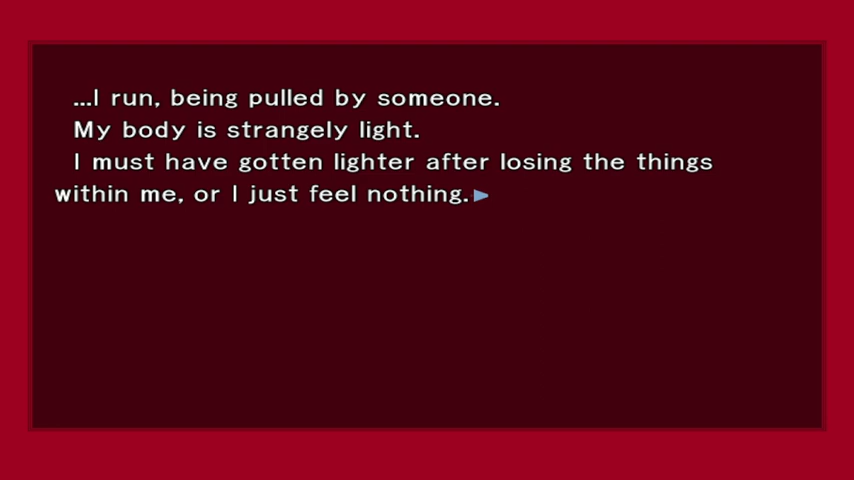 ...I run, being pulled by someone.
My body is strangely light.
I must have gotten lighter after losing the things
within me, or I just feel nothing.